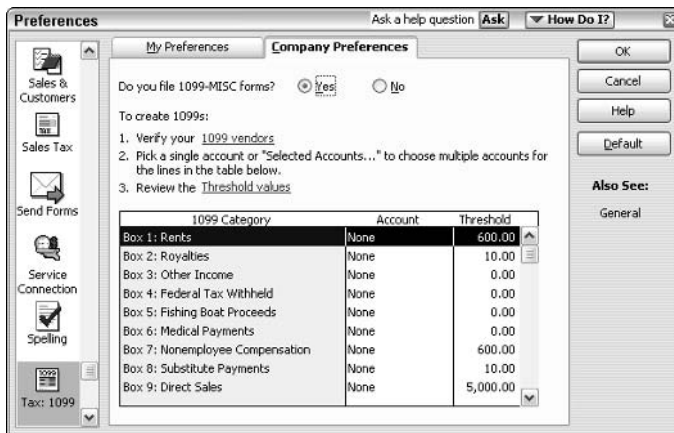 Preferences
Ask a help question Ask
How Do I?
My Preferences
Company Preferences
Sales & Customers
Sales Tax
Send Forms
Service Connection
Spelling
1099
Tax: 1099
Do you file 1099-MISC forms? Yes No
To create 1099s:
1. Verify your 1099 vendors
2. Pick a single account or "Selected Accounts..." to choose multiple accounts for
the lines in the table below.
3. Review the Threshold values
1099 Category Account Threshold
Box 1: Rents None 600.00
Box 2: Royalties None 10.00
Box 3: Other Income None 0.00
Box 4: Federal Tax Withheld None 0.00
Box 5: Fishing Boat Proceeds None 0.00
Box 6: Medical Payments None 0.00
Box 7: Nonemployee Compensation None 600.00
Box 8: Substitute Payments None 10.00
Box 9: Direct Sales None 5,000.00
OK
Cancel
Help
Default
Also See:
General